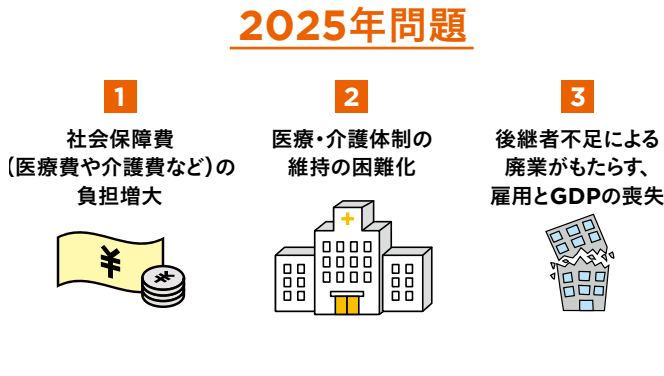 2025年問題
1
社会保障費
(医療費や介護費など)の
負担増大
¥
¥
2
医療・介護体制の
維持の困難化
3
後継者不足による
廃業がもたらす、
雇用とGDPの喪失